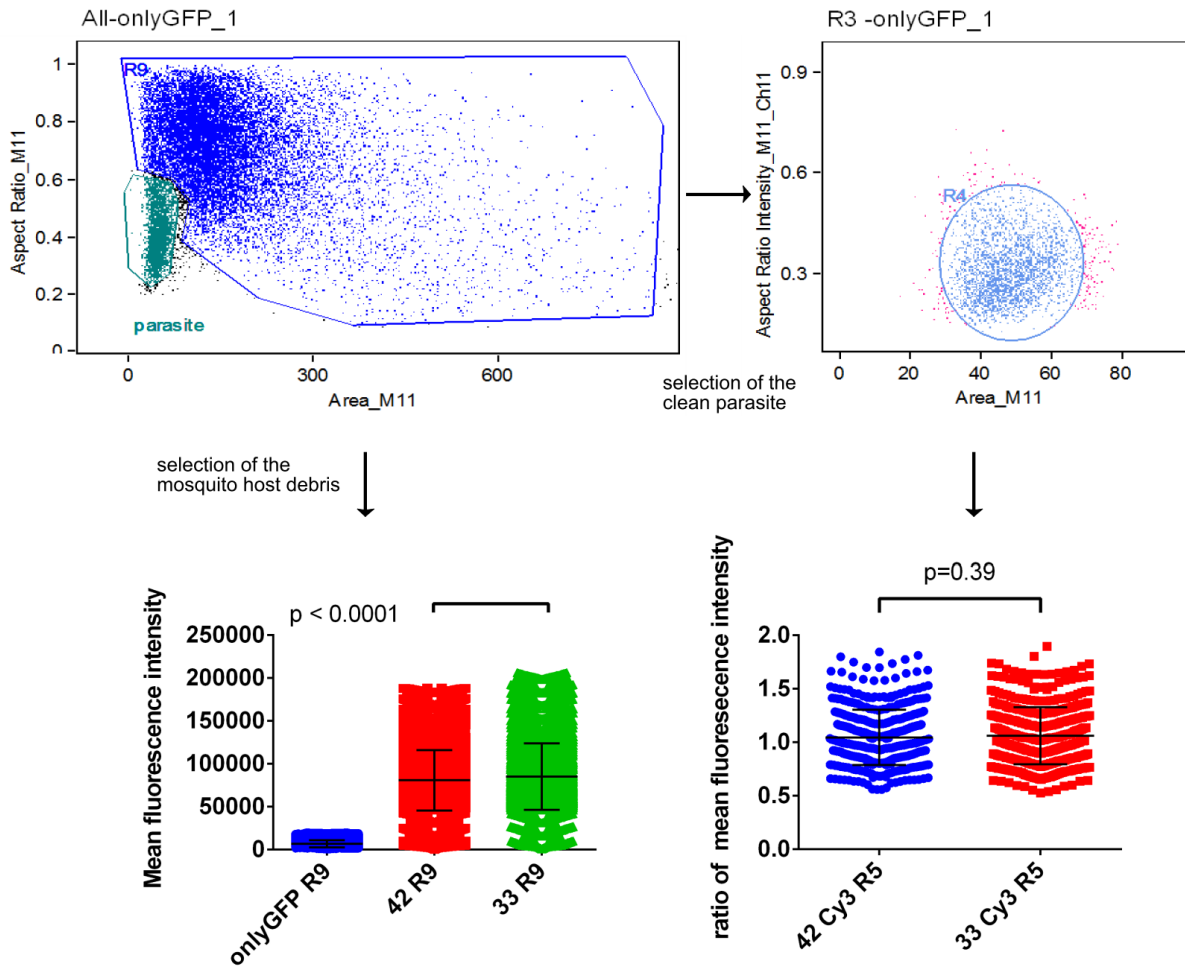 All-onlyGFP_1
R3 -onlyGFP_1
R9
1
0.8
0.6
0.4
0.2
0
Aspect Ratio_M11
parasite
0
300
600
Area_M11
selection of the
clean parasite
0.9
0.6
0.3
Aspect Ratio Intensity_M11_Ch11
R4
0
20
40
60
80
Area_M11
selection of the
mosquito host debris
Mean fluorescence intensity
p < 0.0001
250000
200000
150000
100000
50000
0
onlyGFP R9
42 R9
33 R9
ratio of mean fluoresecence intensity
p=0.39
2.0
1.5
1.0
0.5
0.0
42 Cy3 R5
33 Cy3 R5